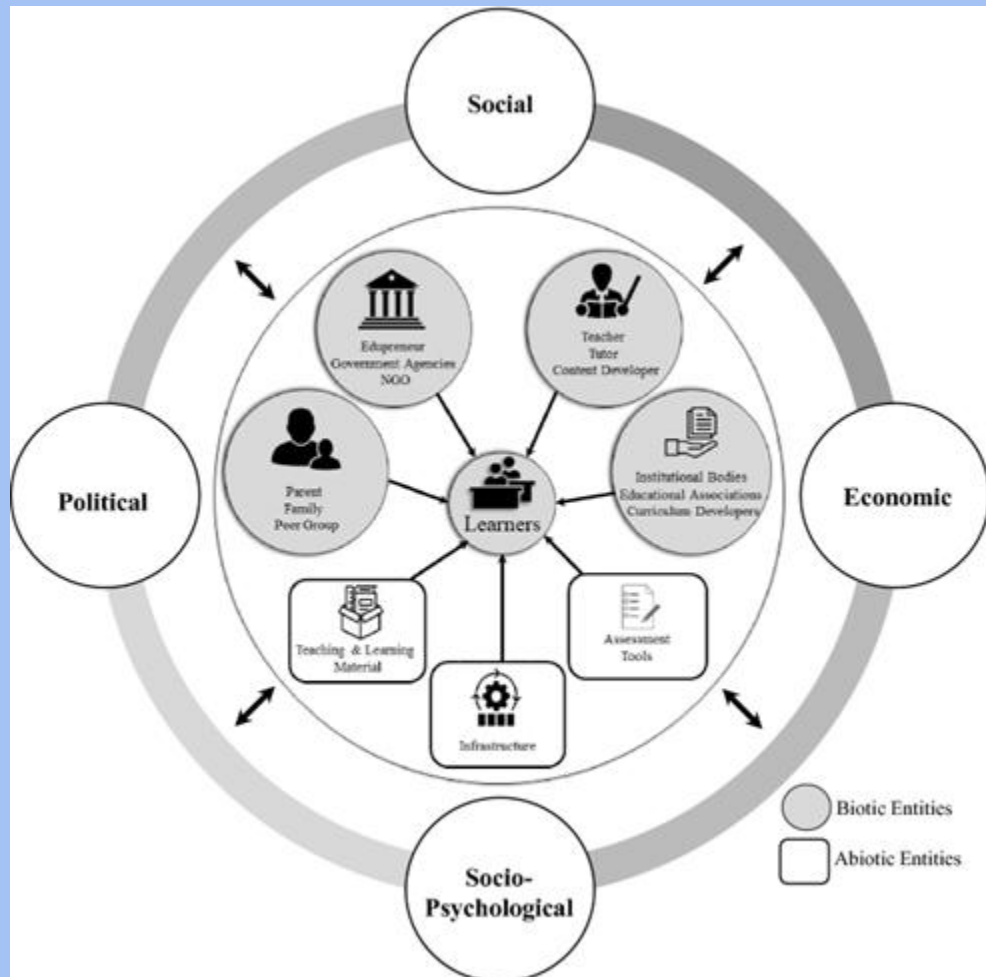 Social
Edupreneur
Government Agencies
NGO
Teacher
Tutor
Content Developer
Parent
Family
Peer Group
Institutional Bodies
Educational Associations
Curriculum Developers
Learners
Political
Economic
Teaching & Learning
Material
Assessment
Tools
Infrastructure
Socio-
Psychological
Biotic Entities
Abiotic Entities